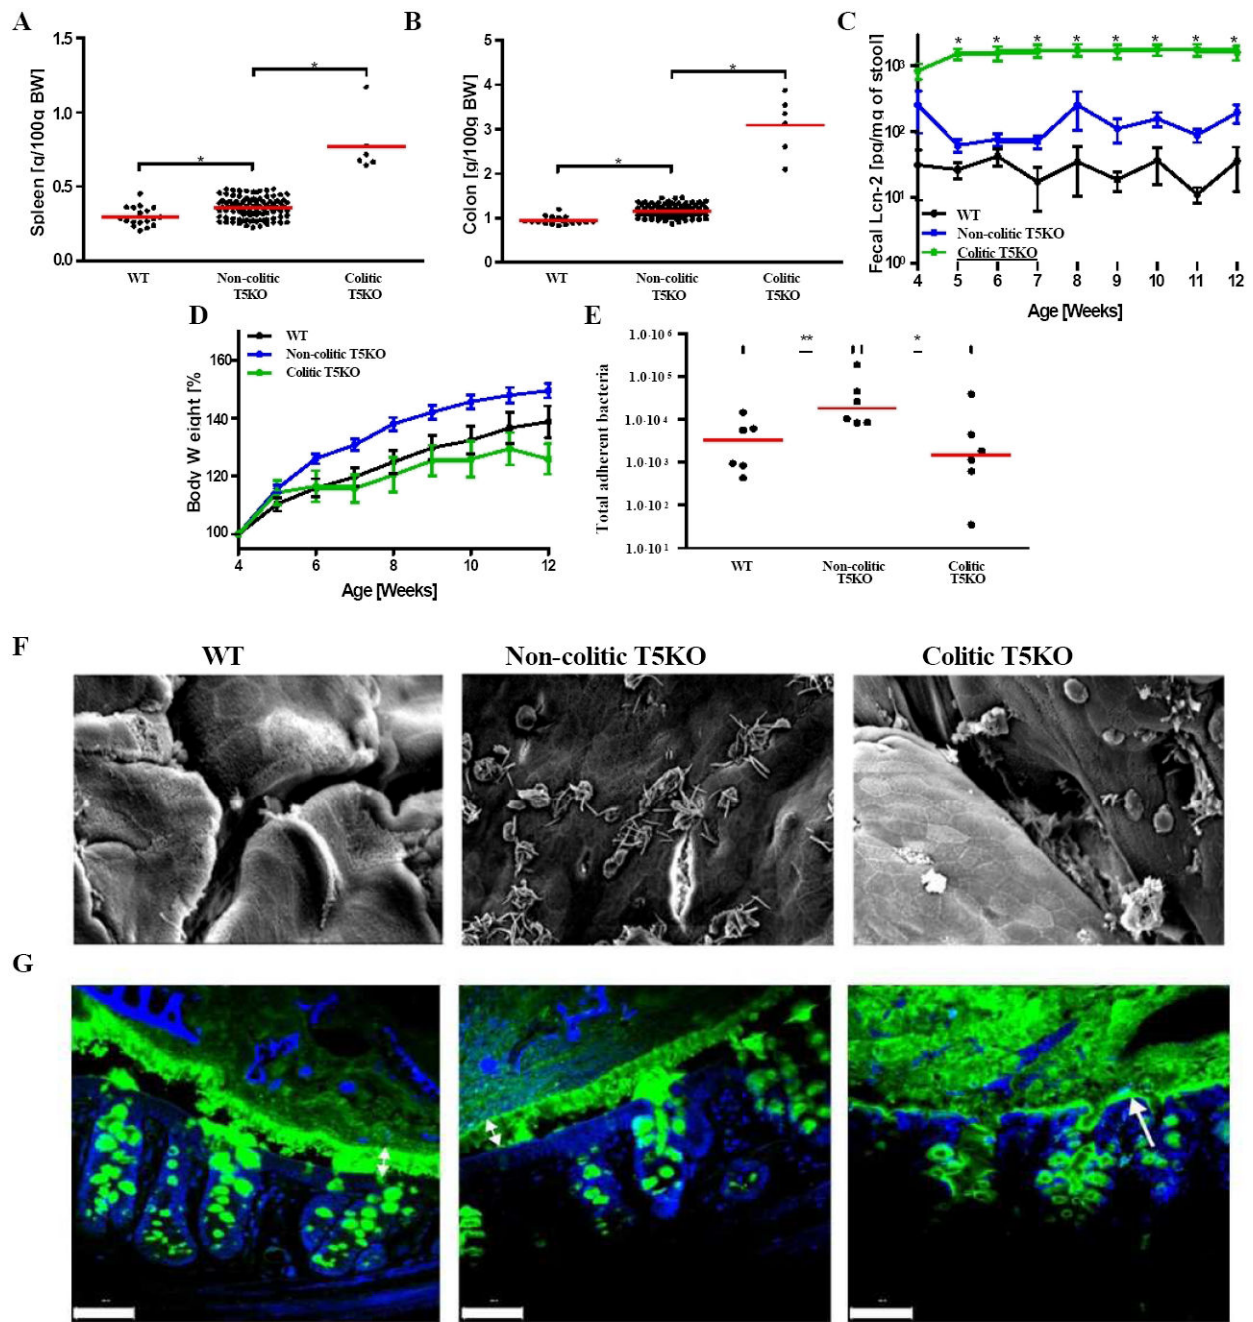 A
Spleen [g/100g BW]
1.5
1.0
0.5
0.0
*
*
WT
Non-colitic
T5KO
Colitic
T5KO
B
Colon [g/100g BW]
5
4
3
2
1
0
*
*
WT
Non-colitic
T5KO
Colitic
T5KO
C
Fecal Lcn-2 [pg/mg of stool]
* * * * * * * *
10³
10²
10¹
10⁰
WT
Non-colitic T5KO
Colitic T5KO
4 5 6 7 8 9 10 11 12
Age [Weeks]
D
Body W eight [%
WT
Non-colitic T5KO
Colitic T5KO
160
140
120
100
4 6 8 10 12
Age [Weeks]
E
Total adherent bacteria
1.0·10⁶
1.0·10⁵
1.0·10⁴
1.0·10³
1.0·10²
1.0·10¹
** *
WT
Non-colitic
T5KO
Colitic
T5KO
F
WT Non-colitic T5KO Colitic T5KO
G